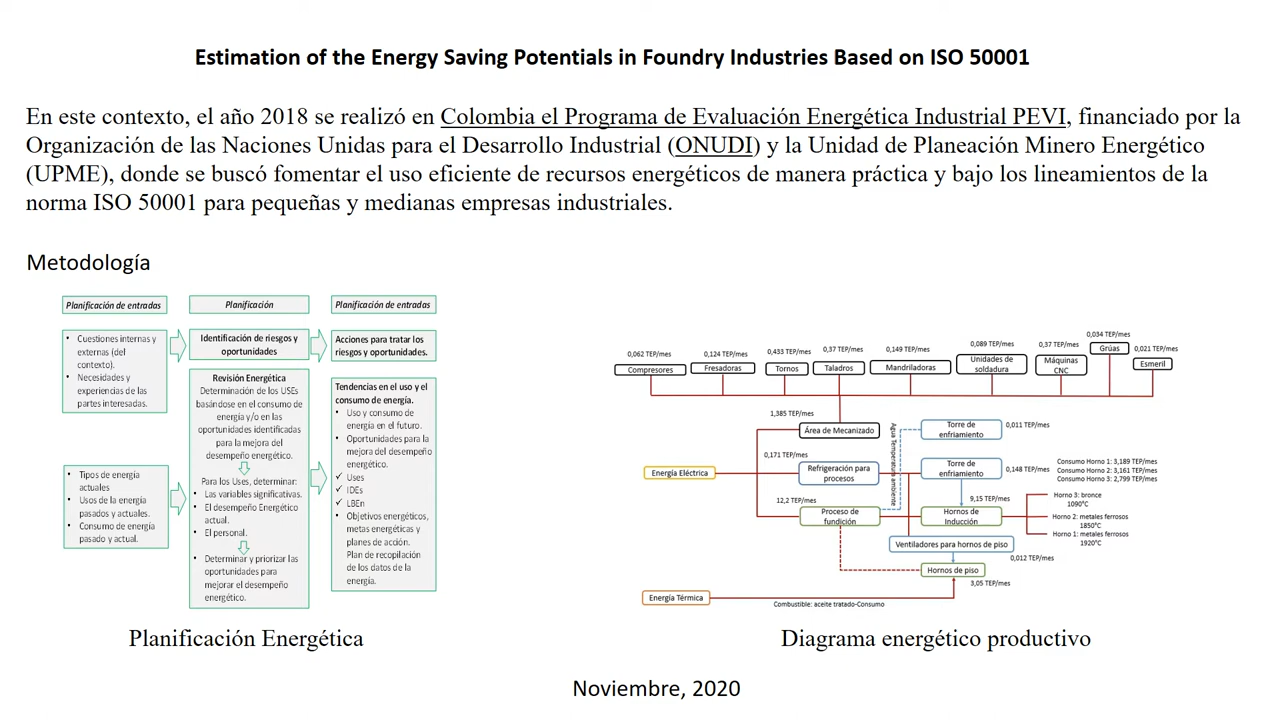 Estimation of the Energy Saving Potentials in Foundry Industries Based on ISO 50001
En este contexto, el año 2018 se realizó en Colombia el Programa de Evaluación Energética Industrial PEVI, financiado por la
Organización de las Naciones Unidas para el Desarrollo Industrial (ONUDI) y la Unidad de Planeación Minero Energético
(UPME), donde se buscó fomentar el uso eficiente de recursos energéticos de manera práctica y bajo los lineamientos de la
norma ISO 50001 para pequeñas y medianas empresas industriales.
Metodología
Planificación de entradas
• Cuestiones internas y
externas (del
contexto).
• Necesidades y
experiencias de las
partes interesadas.
• Tipos de energía
actuales
• Usos de la energía
pasados y actuales.
• Consumo de energía
pasado y actual.
Planificación
Identificación de riesgos y
oportunidades
Revisión Energética
Determinación de los USEs
basándose en el consumo de
energía y/o en las
oportunidades identificadas
para la mejora del
desempeño energético.
Para los Uses, determinar:
• Las variables significativas.
• El desempeño Energético
actual.
• El personal.
• Determinar y priorizar las
oportunidades para
mejorar el desempeño
energético.
Planificación de entradas
Acciones para tratar los
riesgos y oportunidades.
Tendencias en el uso y el
consumo de energía.
• Uso y consumo de
energía en el futuro.
• Oportunidades para la
mejora del desempeño
energético.
✓ Uses
✓ IDEs
✓ LBEn
• Objetivos energéticos,
metas energéticas y
planes de acción.
Plan de recopilación
de los datos de la
energía.
Planificación Energética
0,062 TEP/mes
Compresores
0,124 TEP/mes
Fresadoras
0,433 TEP/mes
Tornos
0,37 TEP/mes
Taladros
0,149 TEP/mes
Mandriladoras
0,089 TEP/mes
Unidades de
soldadura
0,37 TEP/mes
Máquinas
CNC
0,034 TEP/mes
Grúas
0,021 TEP/mes
Esmeril
1,385 TEP/mes
Área de Mecanizado
Agua Temperatura ambiente
Torre de
enfriamiento
0,011 TEP/mes
0,171 TEP/mes
Energía Eléctrica
Refrigeración para
procesos
Torre de
enfriamiento
0,148 TEP/mes
Consumo Horno 1: 3,189 TEP/mes
Consumo Horno 2: 3,161 TEP/mes
Consumo Horno 3: 2,799 TEP/mes
12,2 TEP/mes
Proceso de
fundición
9,15 TEP/mes
Hornos de
Inducción
Horno 3: bronce
1090°C
Horno 2: metales ferrosos
1850°C
Horno 1: metales ferrosos
1920°C
Ventiladores para hornos de piso
0,012 TEP/mes
Hornos de piso
3,05 TEP/mes
Energía Térmica
Combustible: aceite tratado-Consumo
Diagrama energético productivo
Noviembre, 2020